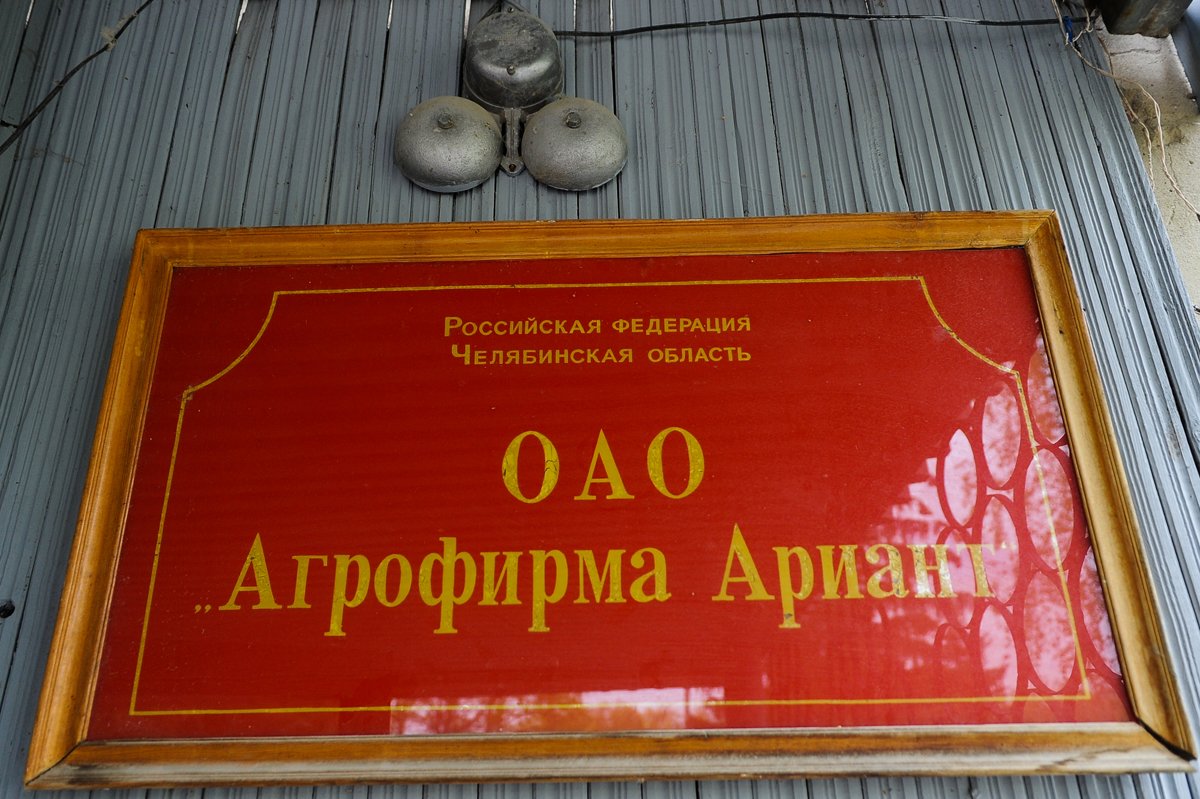 Российская Федерация
Челябинская область
ОАО
„Агрофирма Ариант"